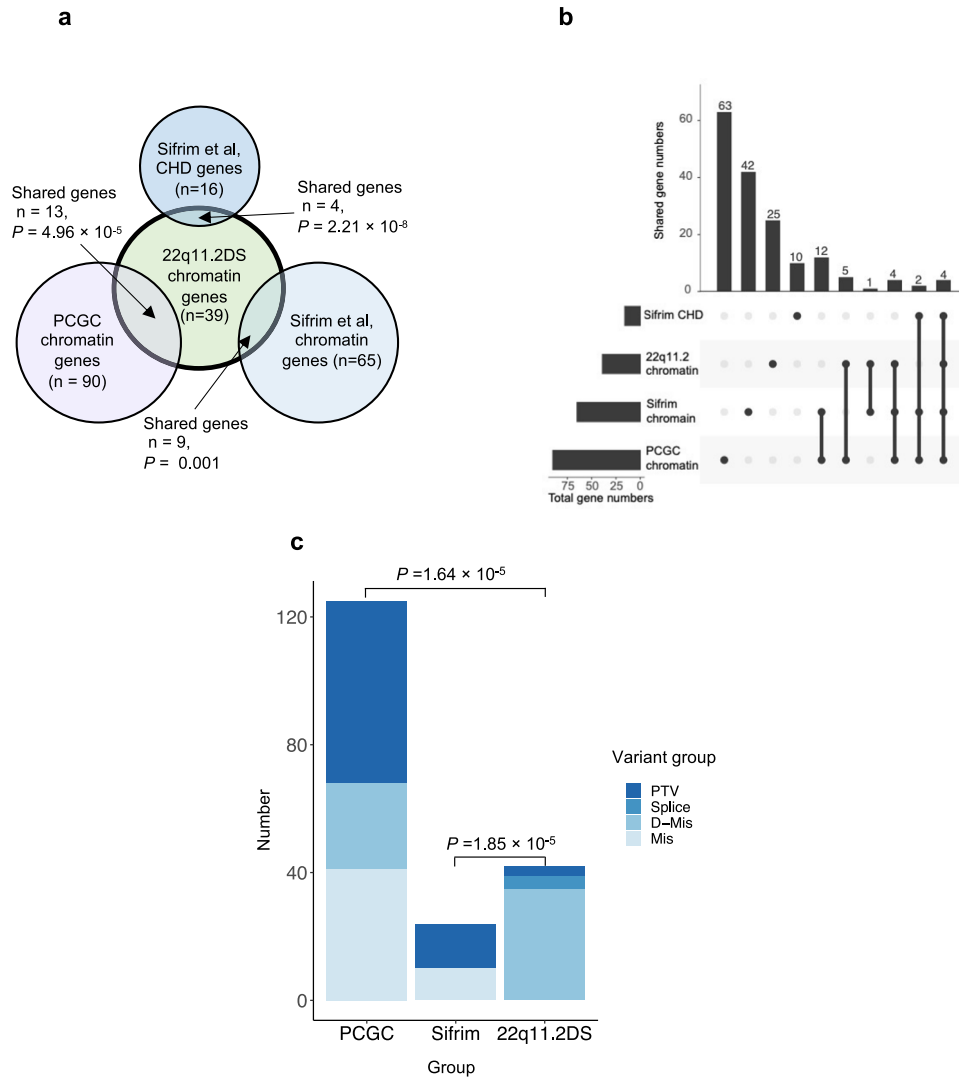 a
Sifrim et al,
CHD genes
(n=16)
Shared genes
n = 13,
P = 4.96 × 10-5
Shared genes
n = 4,
P = 2.21 × 10-8
22q11.2DS
chromatin
genes
(n=39)
PCGC
chromatin
genes
(n = 90)
Sifrim et al,
chromatin
genes (n=65)
Shared genes
n = 9,
P = 0.001
b
Shared gene numbers
60
40
20
0
63
42
25
10
12
5
1
4
2
4
Sifrim CHD
22q11.2
chromatin
Sifrim
chromain
PCGC
chromatin
75 50 25 0
Total gene numbers
c
P =1.64 × 10-5
P =1.85 × 10-5
Number
120
80
40
0
PCGC Sifrim 22q11.2DS
Group
Variant group
PTV
Splice
D−Mis
Mis